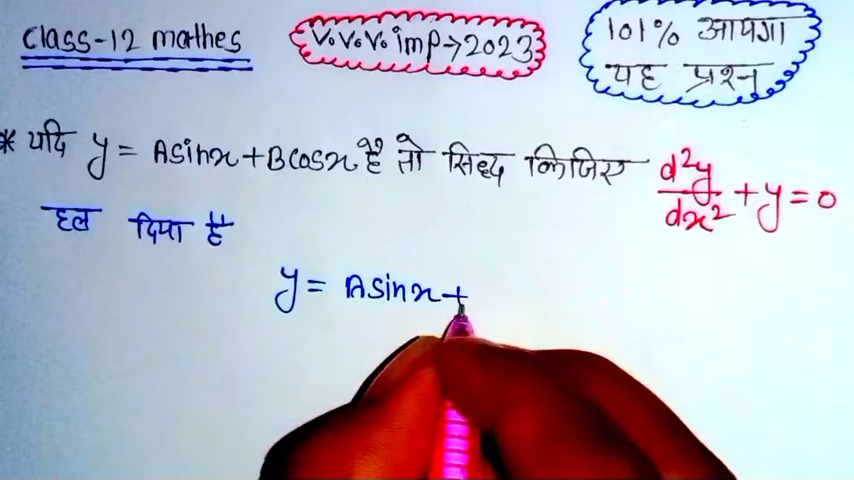 class-12 mathes
v.v.v. imp→2023
101% आयगा
यह प्रश्न
* यदि y = Asinx+Bcosx है तो सिध्द किजिए d²y/dx² + y = 0
हल दिया है
y = Asinx+